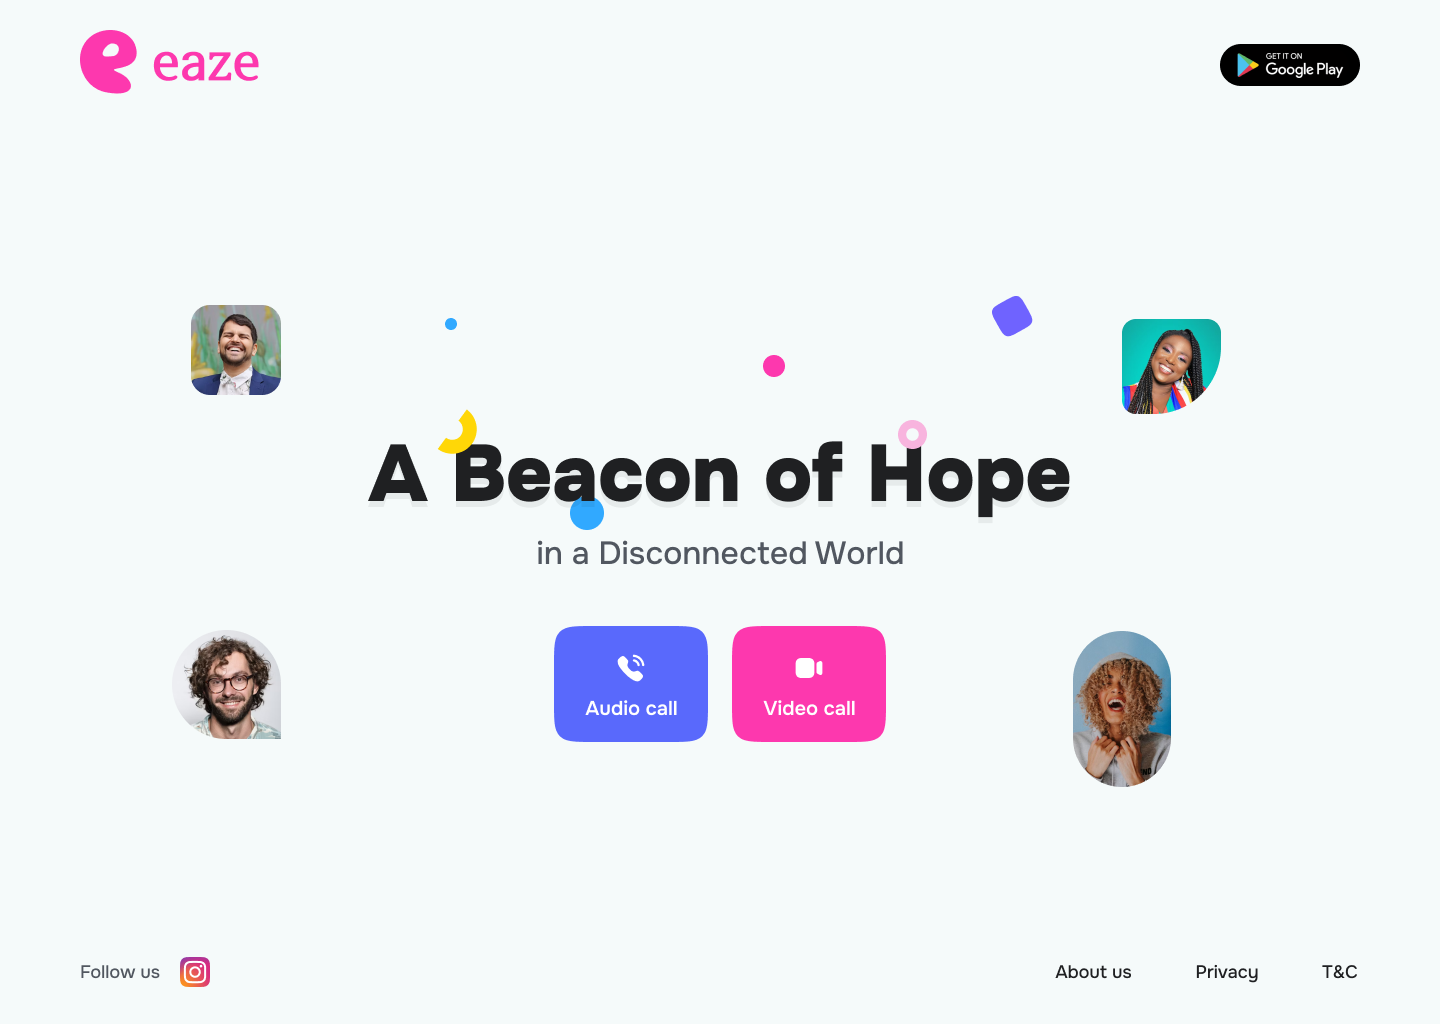 eaze
GET IT ON
Google Play
A Beacon of Hope
in a Disconnected World
Audio call
Video call
Follow us
About us
Privacy
T&C